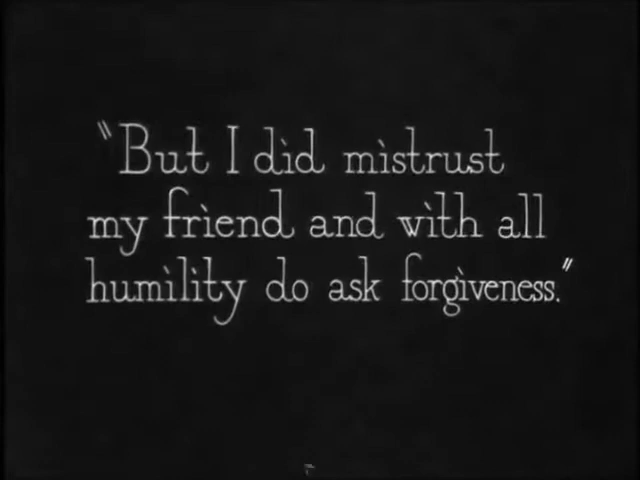 "But I did mistrust
my friend and with all
humility do ask forgiveness."